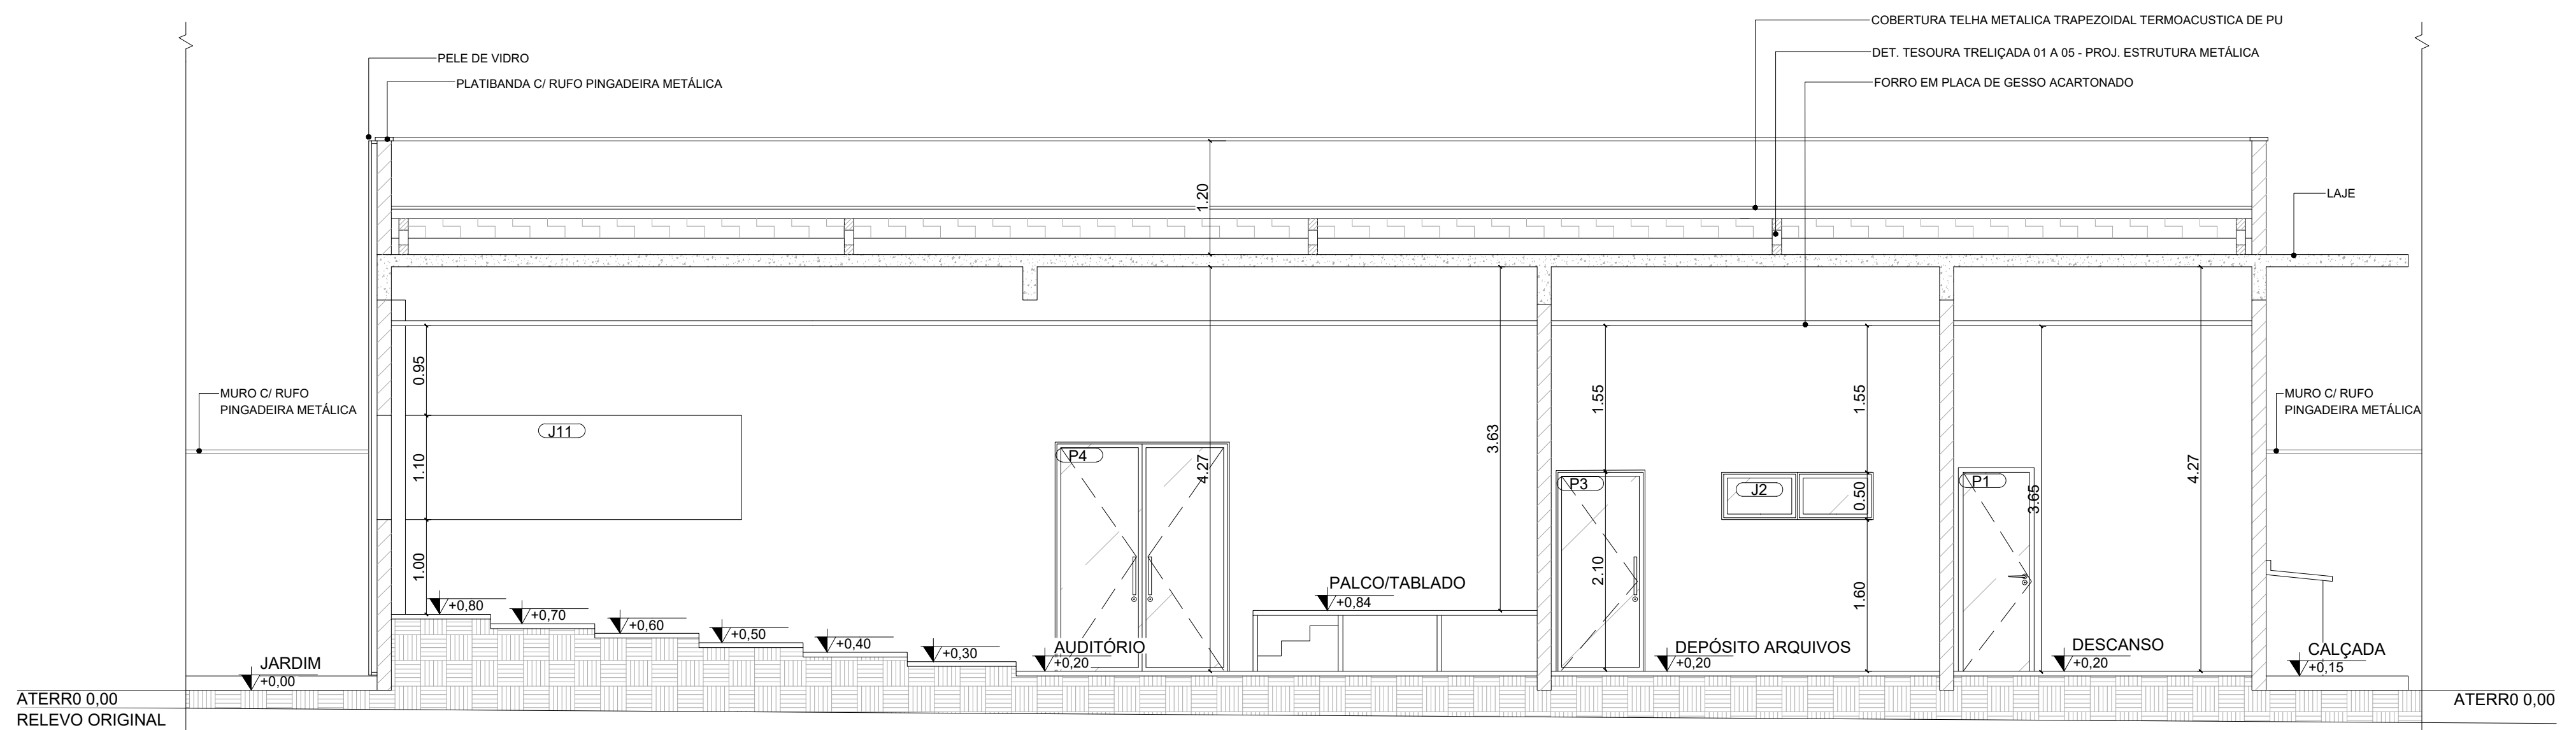 COBERTURA TELHA METALICA TRAPEZOIDAL TERMOACUSTICA DE PU
PELE DE VIDRO
DET. TESOURA TRELIÇADA 01 A 05 - PROJ. ESTRUTURA METÁLICA
PLATIBANDA C/ RUFO PINGADEIRA METÁLICA
FORRO EM PLACA DE GESSO ACARTONADO
1.20
LAJE
0.95
1.55
1.55
MURO C/ RUFO
PINGADEIRA METÁLICA
MURO C/ RUFO
PINGADEIRA METÁLICA
J11
3.63
P4
1.10
4.27
4.27
P3
J2
P1
0.50
3.65
1.00
2.10
1.60
PALCO/TABLADO
+0,84
+0,80
+0,70
+0,60
+0,50
+0,40
+0,30
AUDITÓRIO
+0,20
DEPÓSITO ARQUIVOS
+0,20
DESCANSO
+0,20
CALÇADA
+0,15
JARDIM
+0,00
ATERR0 0,00
ATERR0 0,00
RELEVO ORIGINAL